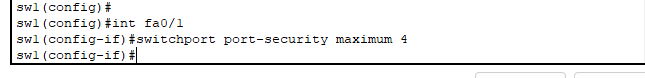 sw1(config)#
sw1(config)#int fa0/1
sw1(config-if)#switchport port-security maximum 4
sw1(config-if)#